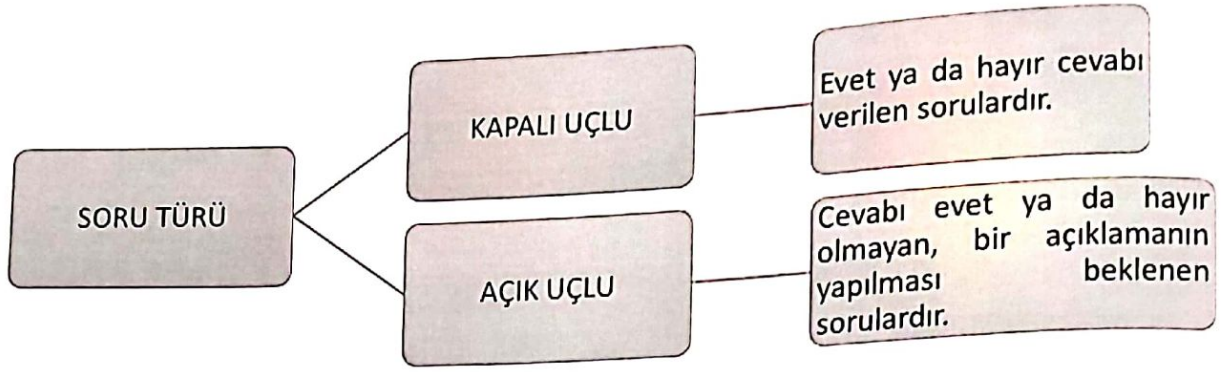 SORU TÜRÜ
KAPALI UÇLU
Evet ya da hayır cevabı
verilen sorulardır.
AÇIK UÇLU
Cevabı evet ya da hayır
olmayan, bir açıklamanın
yapılması beklenen
sorulardır.